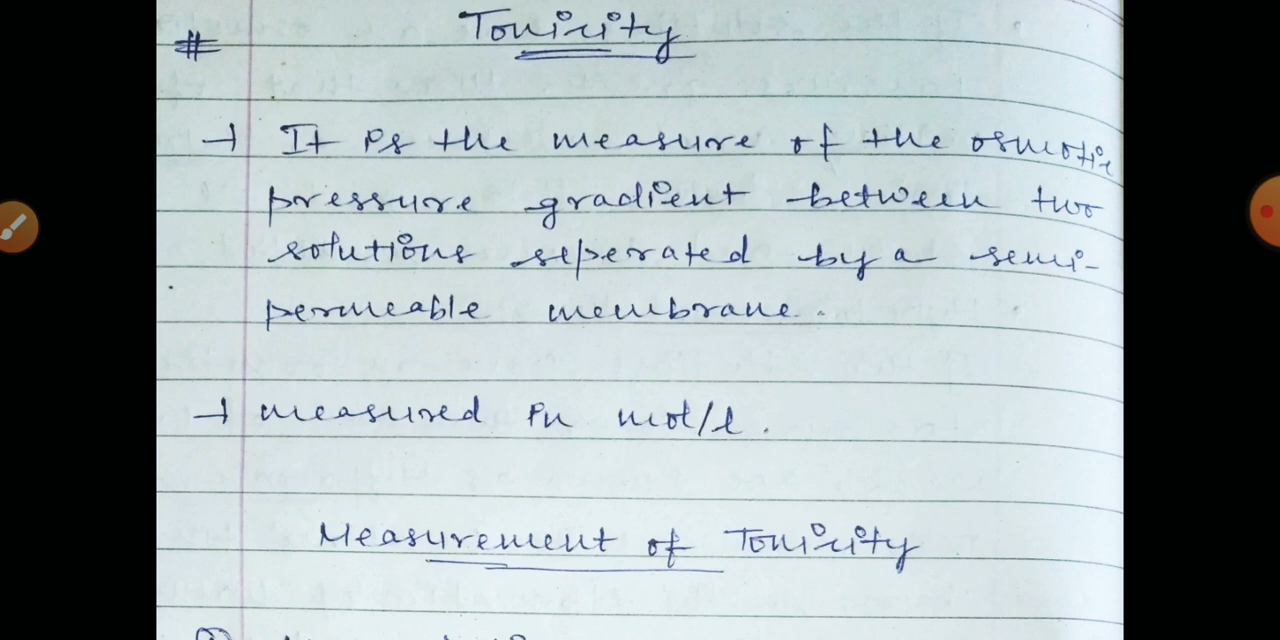 # Tonicity
→ It is the measure of the osmotic
pressure gradient between two
solutions seperated by a semi-
permeable membrane.
→ measured in mol/l.
Measurement of Tonicity